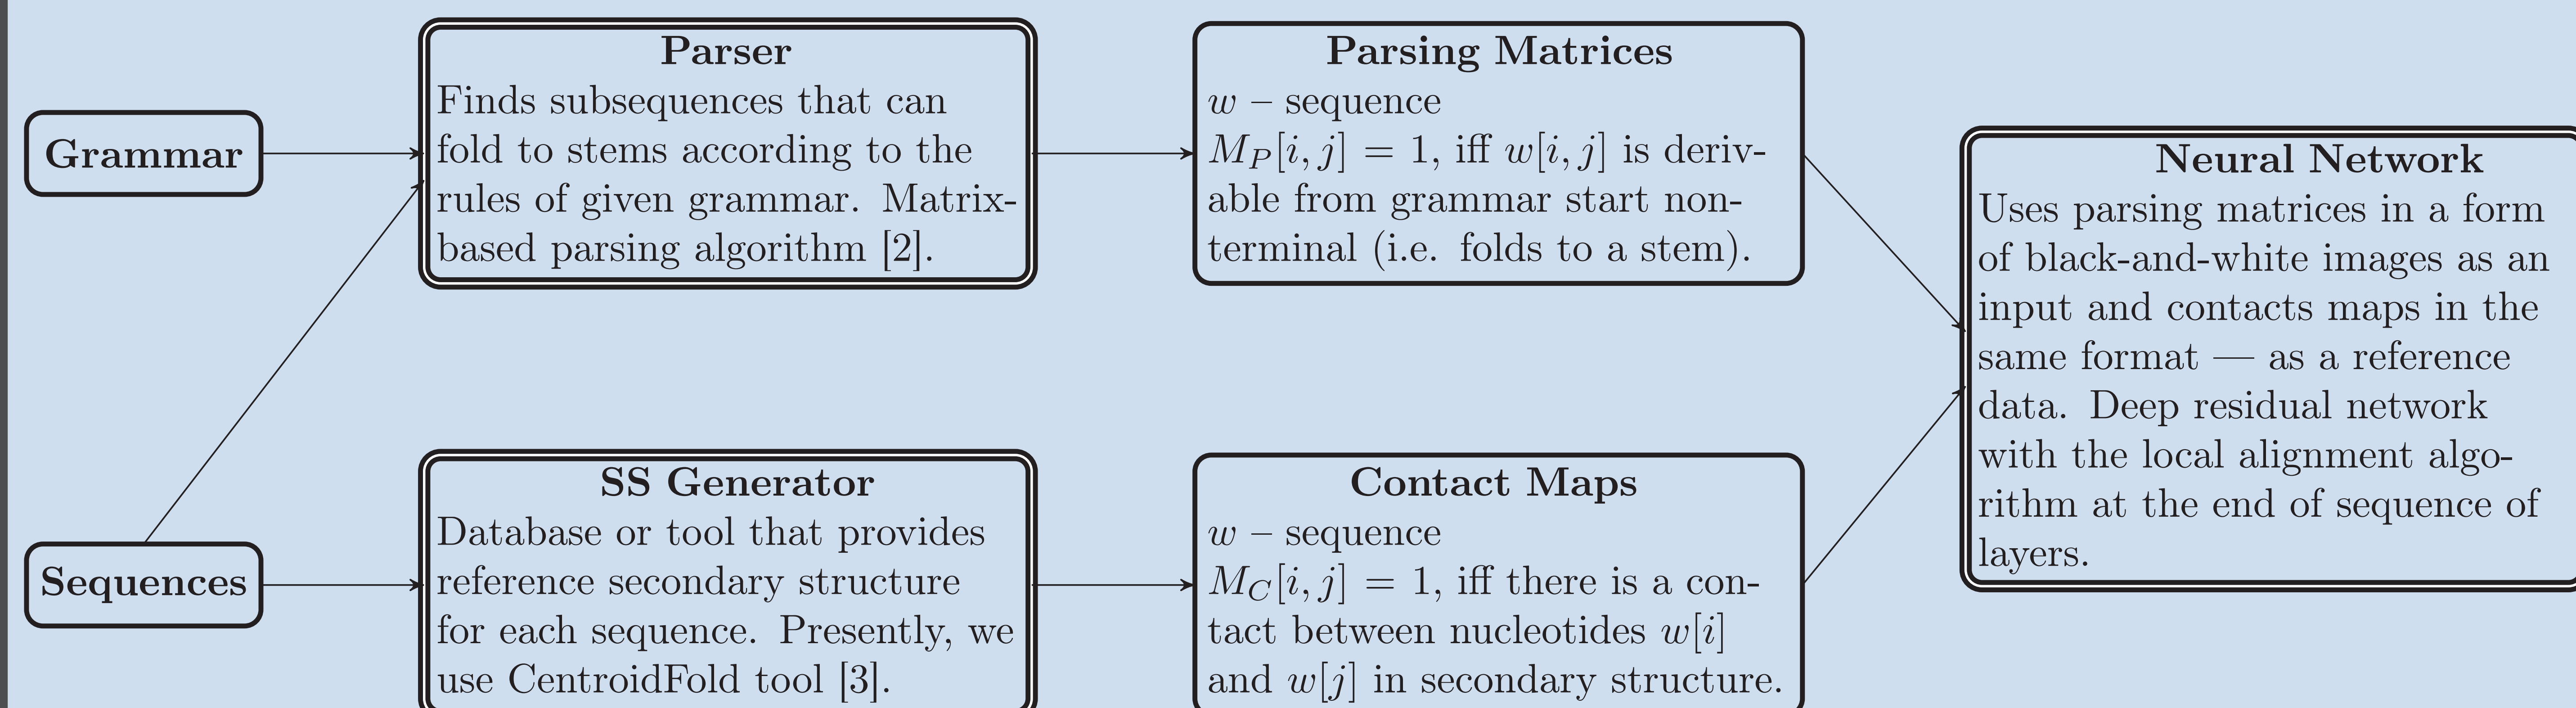 Grammar
Sequences
Parser
Finds subsequences that can
fold to stems according to the
rules of given grammar. Matrix-
based parsing algorithm [2].
SS Generator
Database or tool that provides
reference secondary structure
for each sequence. Presently, we
use CentroidFold tool [3].
Parsing Matrices
w – sequence
M_P[i, j] = 1, iff w[i, j] is deriv-
able from grammar start non-
terminal (i.e. folds to a stem).
Contact Maps
w – sequence
M_C[i, j] = 1, iff there is a con-
tact between nucleotides w[i]
and w[j] in secondary structure.
Neural Network
Uses parsing matrices in a form
of black-and-white images as an
input and contacts maps in the
same format — as a reference
data. Deep residual network
with the local alignment algo-
rithm at the end of sequence of
layers.